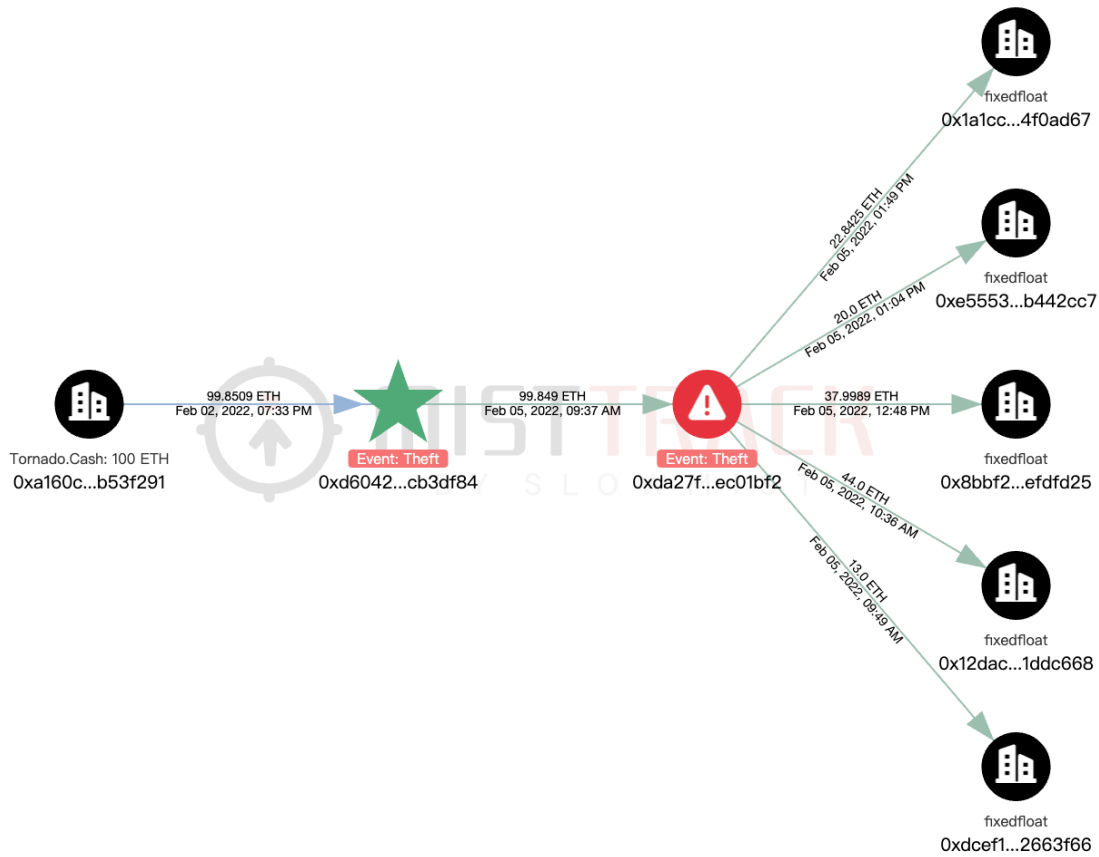 fixedfloat
0x1a1cc...4f0ad67
22.8425 ETH
Feb 05, 2022, 01:49 PM
fixedfloat
0xe5553...b442cc7
20.0 ETH
Feb 05, 2022, 01:04 PM
99.8509 ETH
Feb 02, 2022, 07:33 PM
99.849 ETH
Feb 05, 2022, 09:37 AM
37.9989 ETH
Feb 05, 2022, 12:48 PM
MISTTRACK
BY SLOWMIST
Tornado.Cash: 100 ETH
0xa160c...b53f291
Event: Theft
0xd6042...cb3df84
Event: Theft
0xda27f...ec01bf2
fixedfloat
0x8bbf2...efdfd25
44.0 ETH
Feb 05, 2022, 10:36 AM
13.0 ETH
Feb 05, 2022, 09:49 AM
fixedfloat
0x12dac...1ddc668
fixedfloat
0xdcef1...2663f66